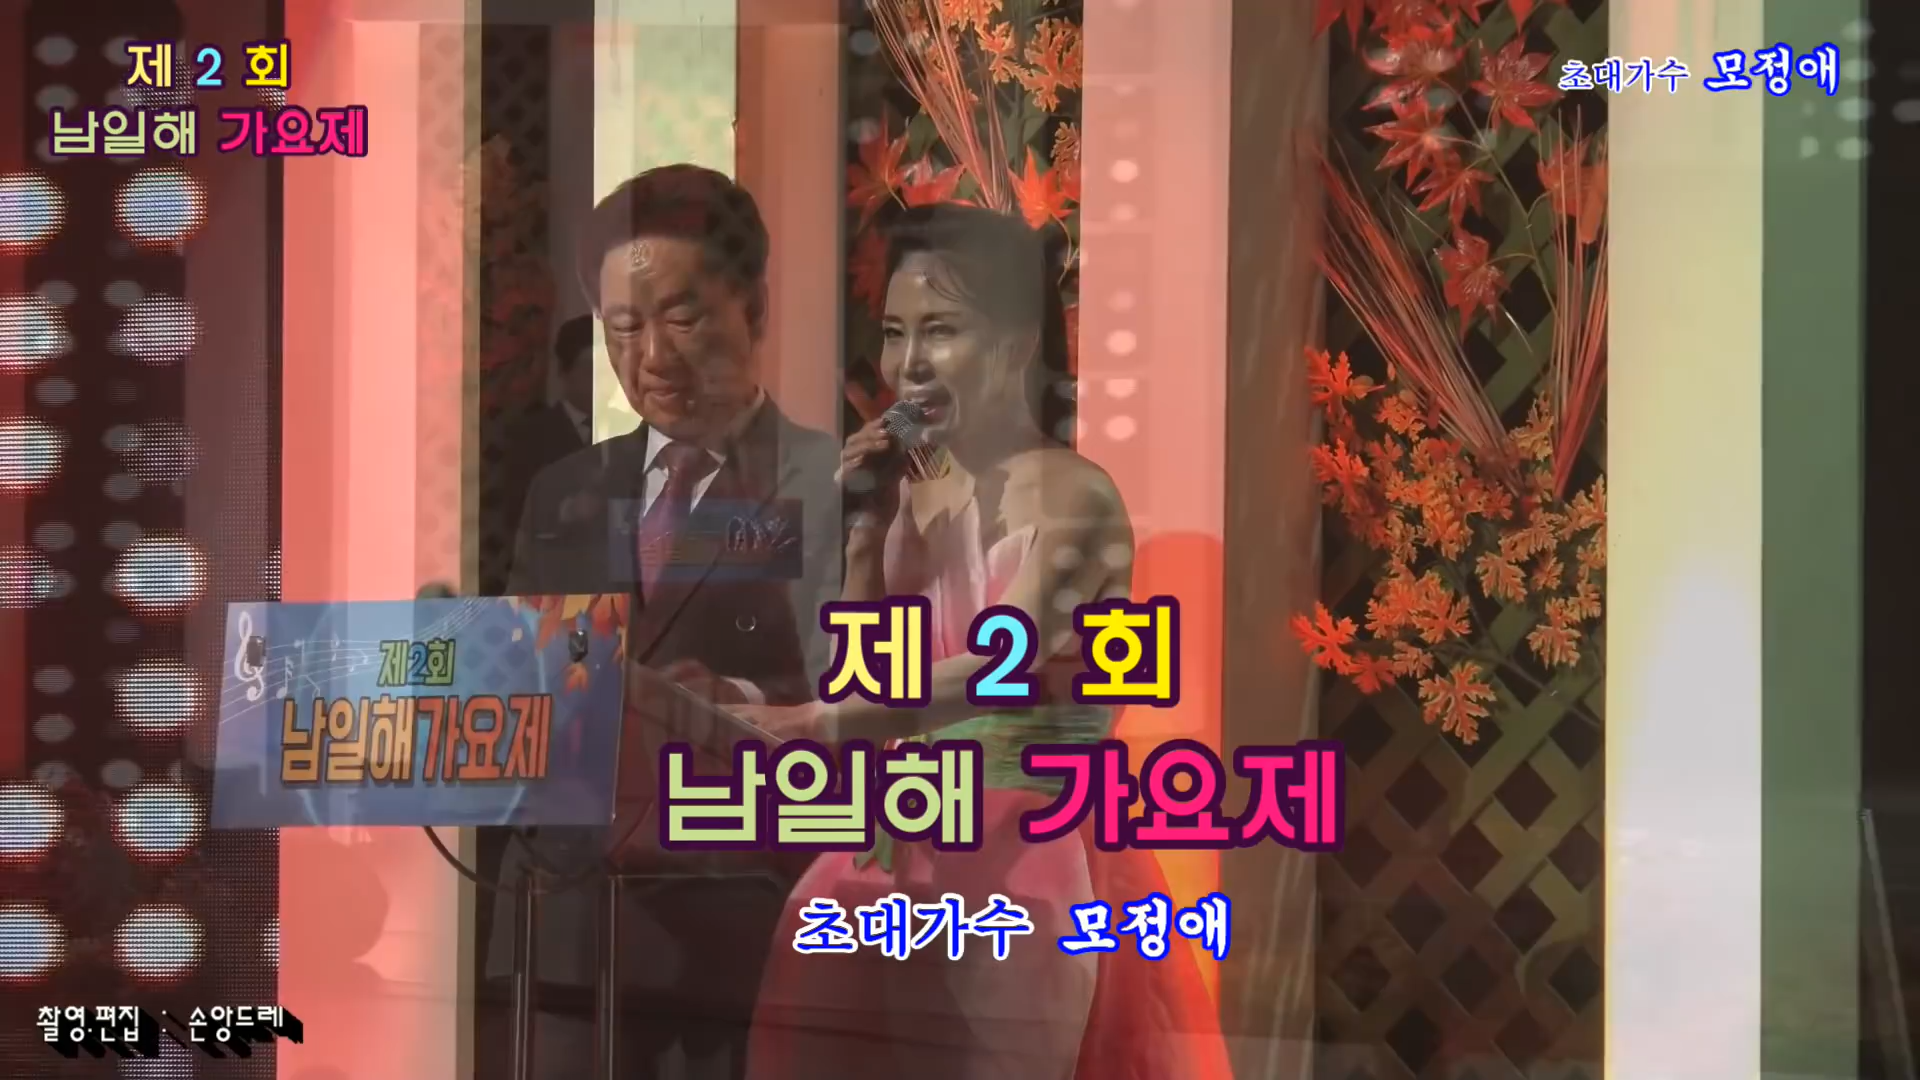 제 2 회
남일해 가요제
초대가수 모정애
제2회
남일해가요제
제 2 회
남일해 가요제
초대가수 모정애
촬영.편집 : 손앙드레